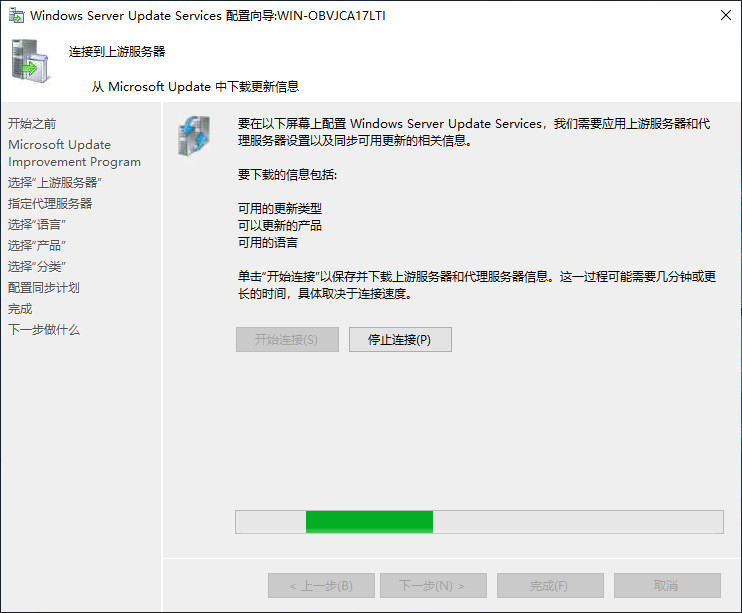 Windows Server Update Services 配置向导:WIN-OBVJCA17LTI
连接到上游服务器
从 Microsoft Update 中下载更新信息
开始之前
Microsoft Update
Improvement Program
选择“上游服务器”
指定代理服务器
选择“语言”
选择“产品”
选择“分类”
配置同步计划
完成
下一步做什么
要在以下屏幕上配置 Windows Server Update Services，我们需要应用上游服务器和代
理服务器设置以及同步可用更新的相关信息。
要下载的信息包括:
可用的更新类型
可以更新的产品
可用的语言
单击“开始连接”以保存并下载上游服务器和代理服务器信息。这一过程可能需要几分钟或更
长的时间，具体取决于连接速度。
开始连接(S)
停止连接(P)
< 上一步(B)
下一步(N) >
完成(F)
取消